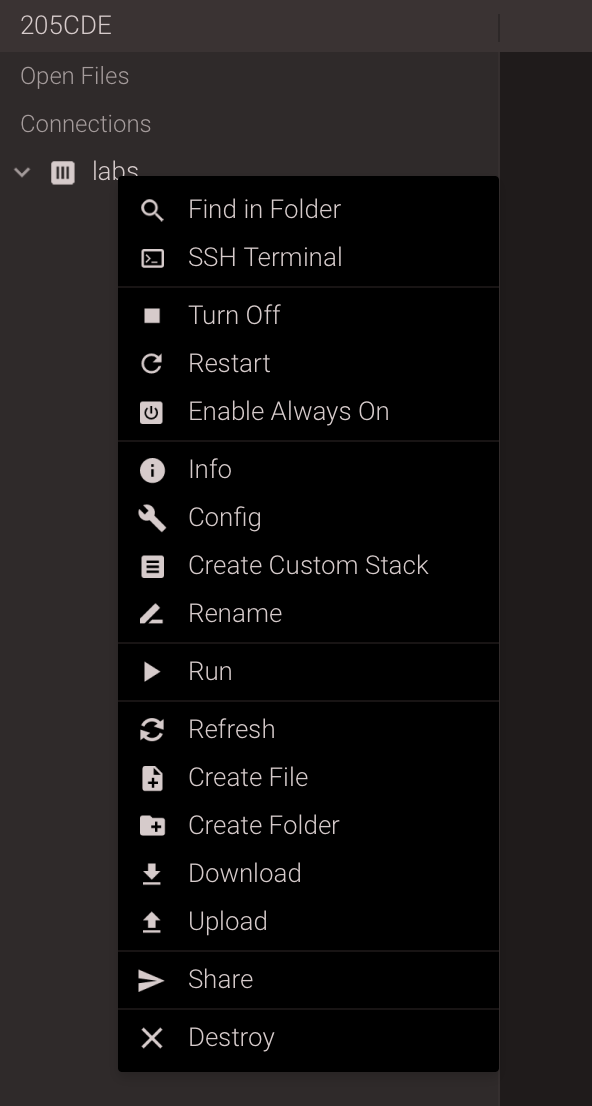 205CDE
Open Files
Connections
labs
Find in Folder
SSH Terminal
Turn Off
Restart
Enable Always On
Info
Config
Create Custom Stack
Rename
Run
Refresh
Create File
Create Folder
Download
Upload
Share
Destroy